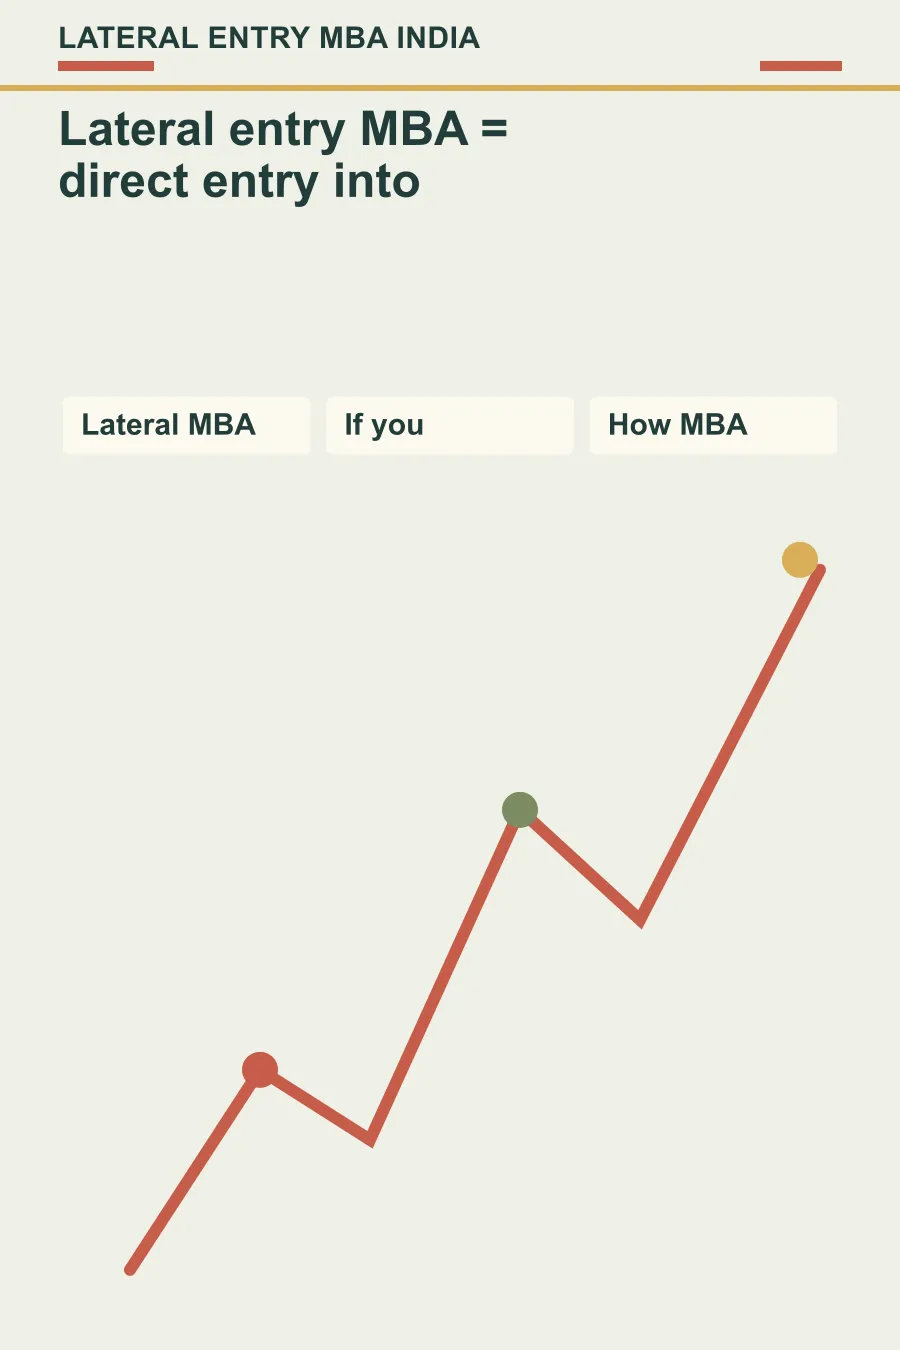 LATERAL ENTRY MBA INDIA
Lateral entry MBA =
direct entry into
Lateral MBA
If you
How MBA